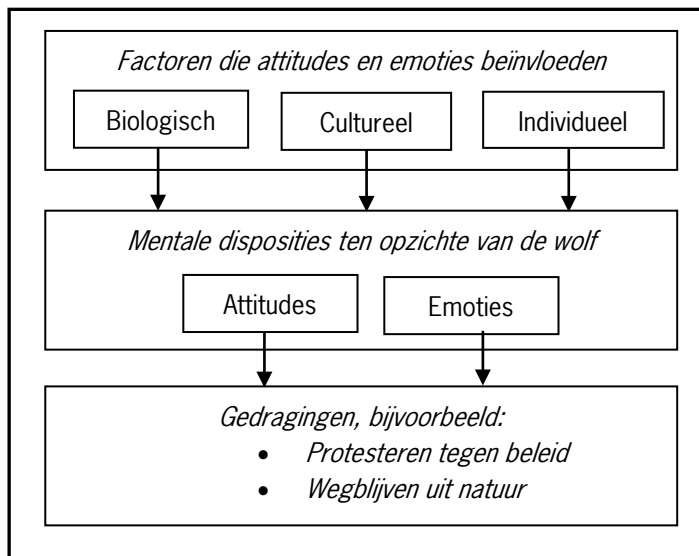 Factoren die attitudes en emoties beïnvloeden
Biologisch
Cultureel
Individueel
Mentale disposities ten opzichte van de wolf
Attitudes
Emoties
Gedragingen, bijvoorbeeld:
• Protesteren tegen beleid
• Wegblijven uit natuur